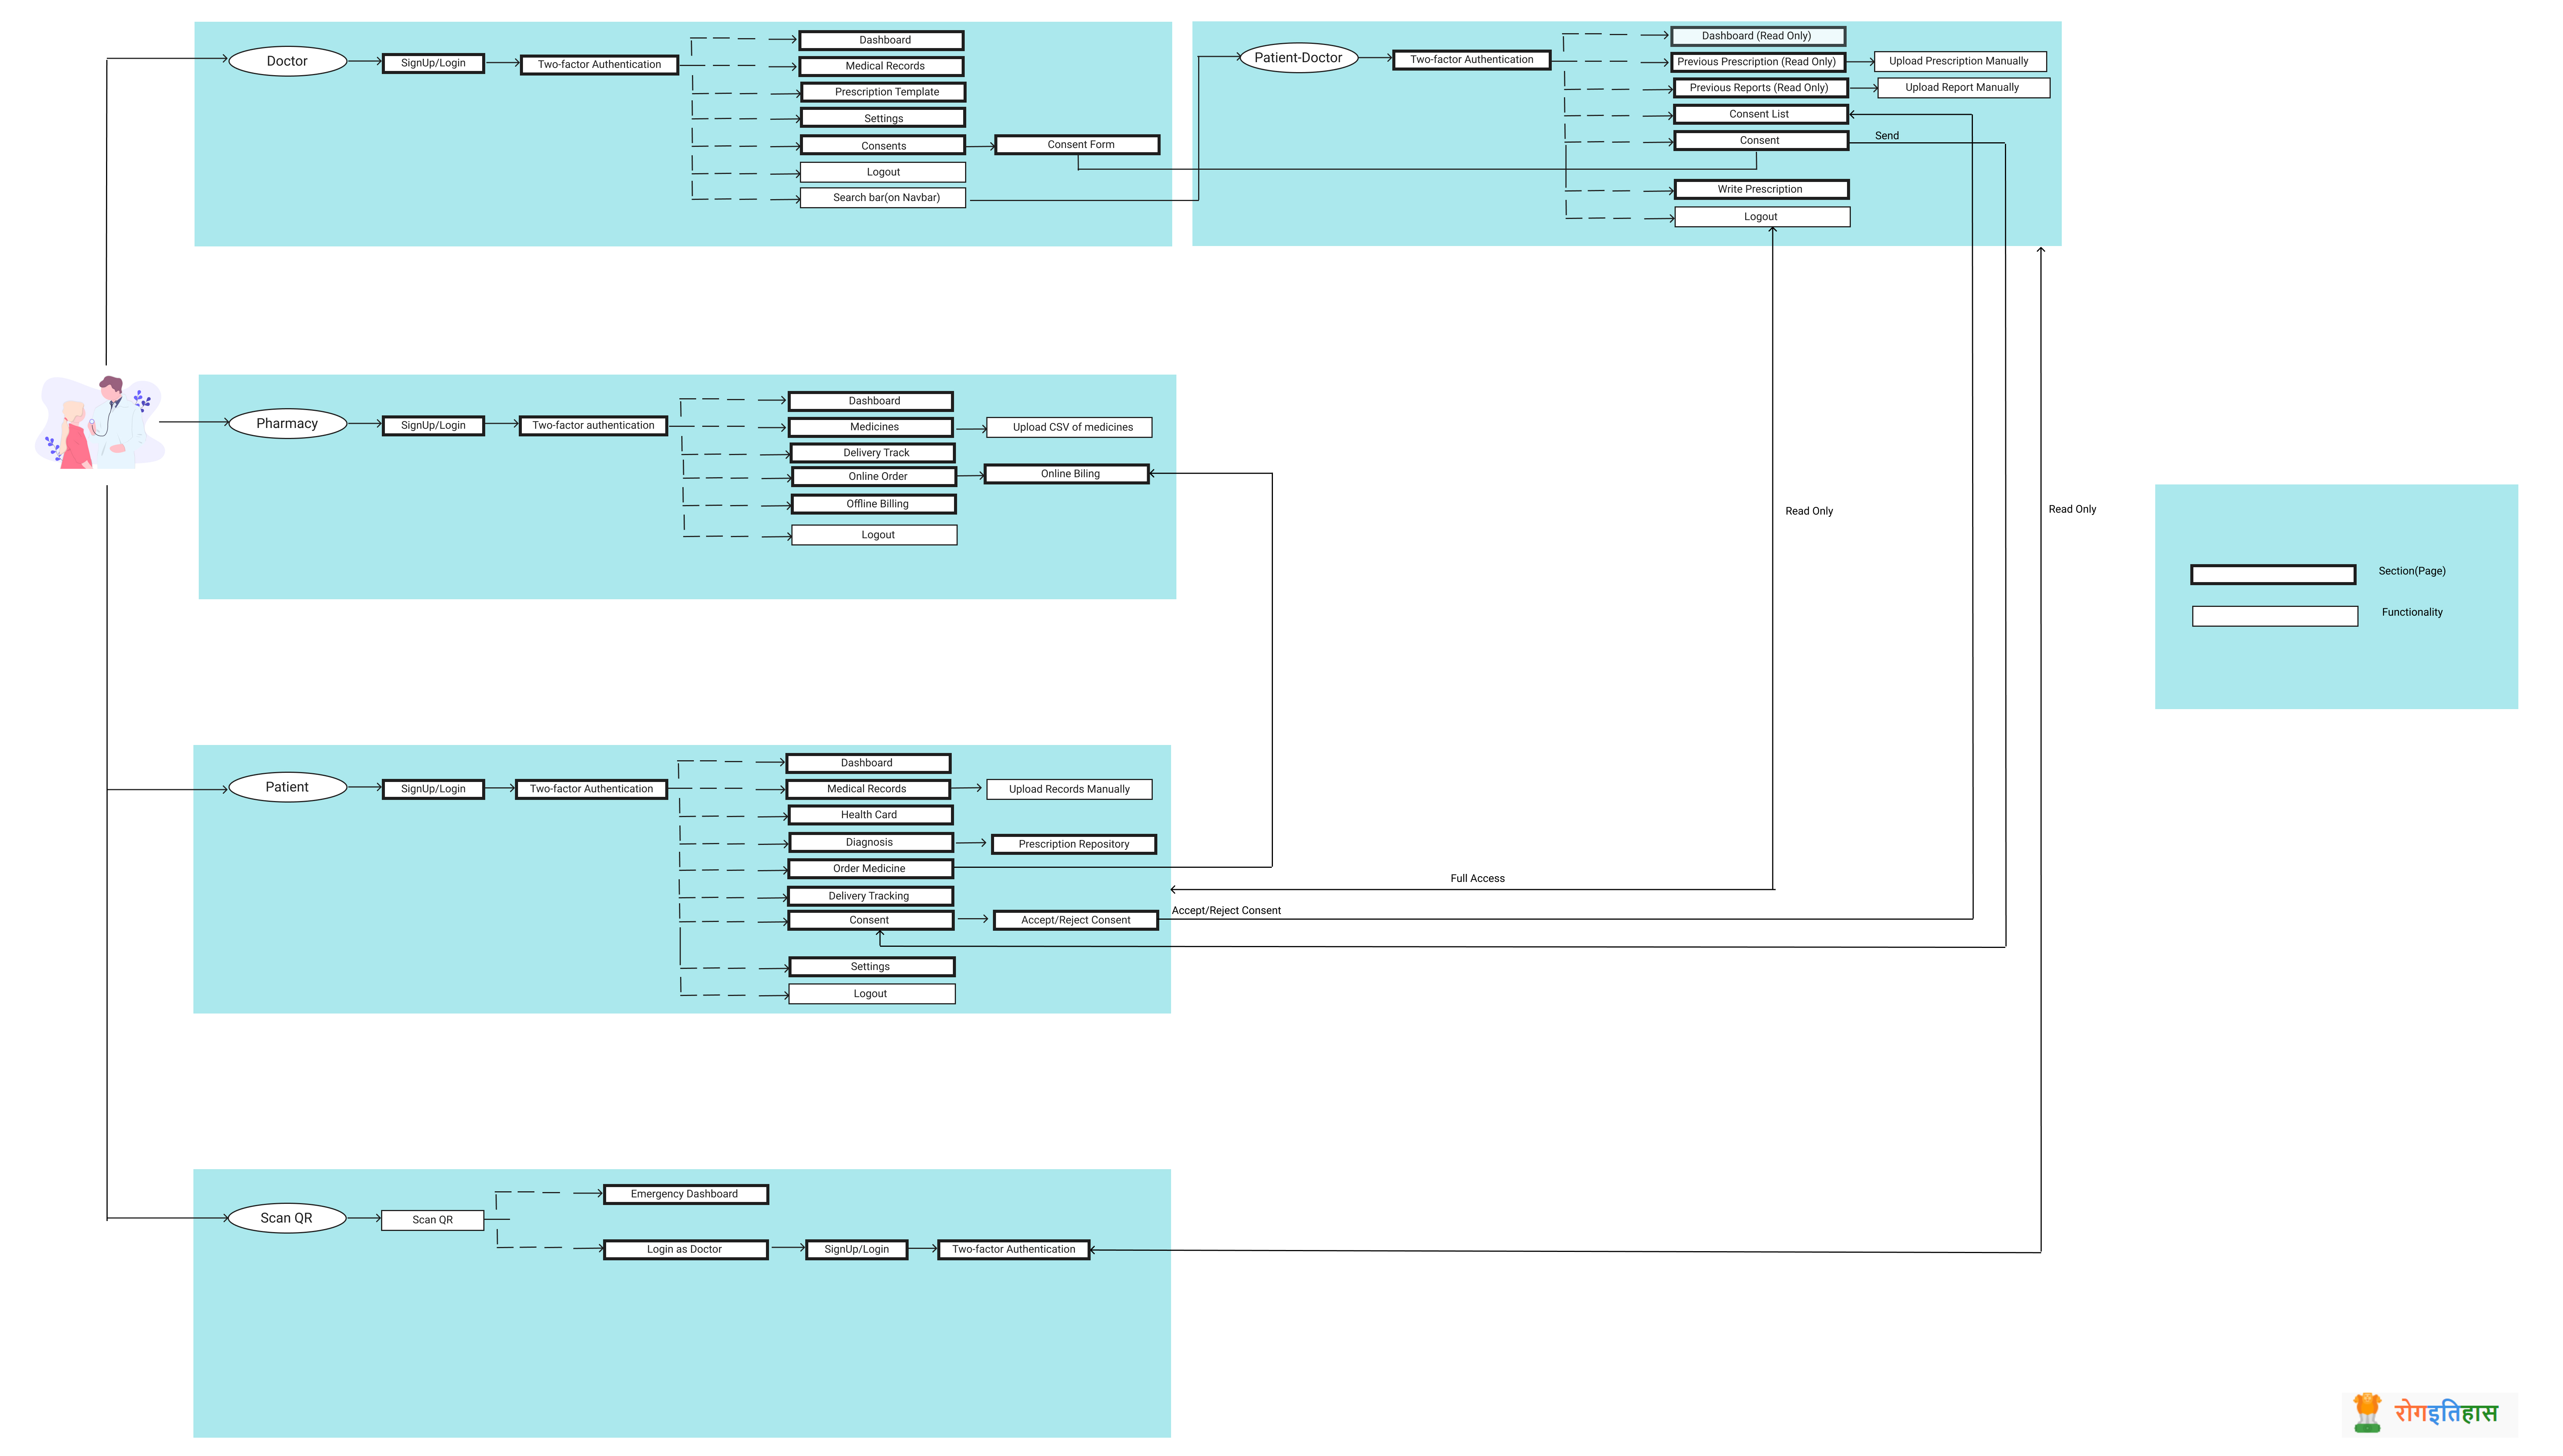 Doctor
SignUp/Login
Two-factor Authentication
Dashboard
Medical Records
Prescription Template
Settings
Consents
Consent Form
Logout
Search bar(on Navbar)
Patient-Doctor
Two-factor Authentication
Dashboard (Read Only)
Previous Prescription (Read Only)
Upload Prescription Manually
Previous Reports (Read Only)
Upload Report Manually
Consent List
Consent
Send
Write Prescription
Logout
Pharmacy
SignUp/Login
Two-factor authentication
Dashboard
Medicines
Upload CSV of medicines
Delivery Track
Online Order
Online Biling
Offline Billing
Logout
Read Only
Read Only
Section(Page)
Functionality
Patient
SignUp/Login
Two-factor Authentication
Dashboard
Medical Records
Upload Records Manually
Health Card
Diagnosis
Prescription Repository
Order Medicine
Delivery Tracking
Full Access
Consent
Accept/Reject Consent
Accept/Reject Consent
Settings
Logout
Scan QR
Scan QR
Emergency Dashboard
Login as Doctor
SignUp/Login
Two-factor Authentication
रोगइतिहास